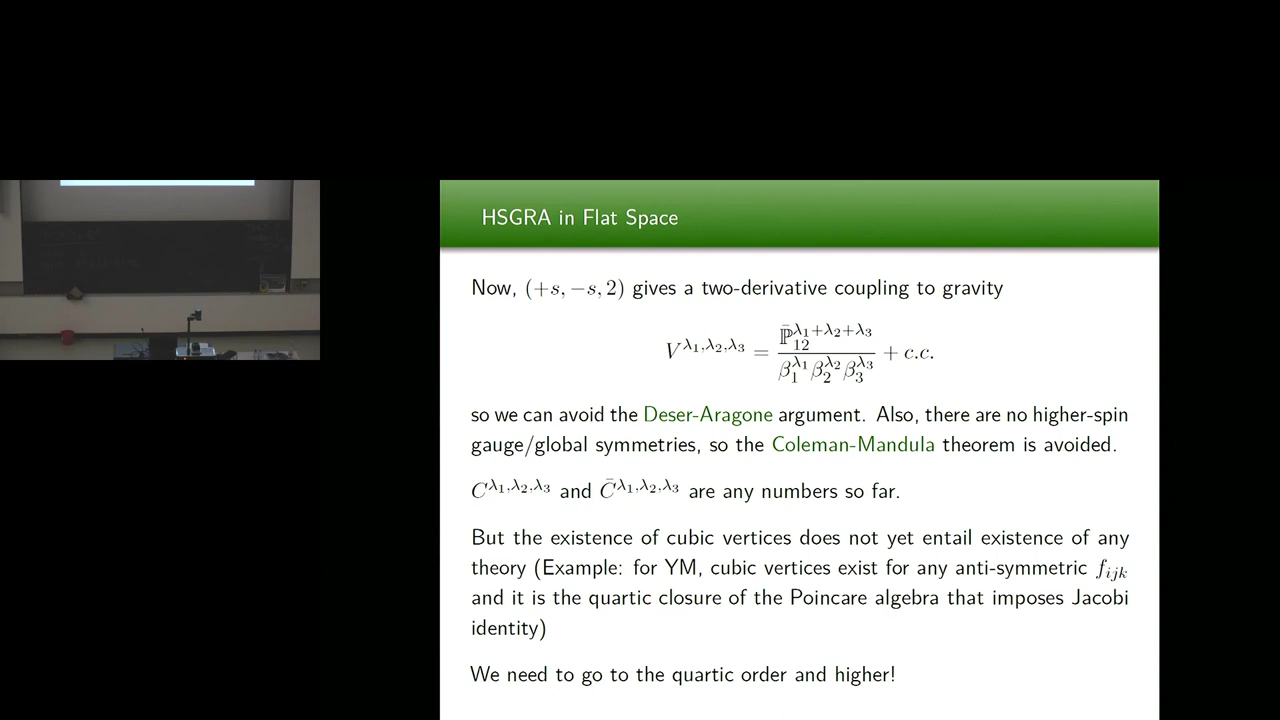 HSGRA in Flat Space
Now, (+s, −s, 2) gives a two-derivative coupling to gravity
V^{λ₁,λ₂,λ₃} = \frac{\bar{ℙ}_{12}^{λ₁+λ₂+λ₃}}{β₁^{λ₁} β₂^{λ₂} β₃^{λ₃}} + c.c.
so we can avoid the Deser-Aragone argument. Also, there are no higher-spin
gauge/global symmetries, so the Coleman-Mandula theorem is avoided.
C^{λ₁,λ₂,λ₃} and \bar{C}^{λ₁,λ₂,λ₃} are any numbers so far.
But the existence of cubic vertices does not yet entail existence of any
theory (Example: for YM, cubic vertices exist for any anti-symmetric f_{ijk}
and it is the quartic closure of the Poincare algebra that imposes Jacobi
identity)
We need to go to the quartic order and higher!